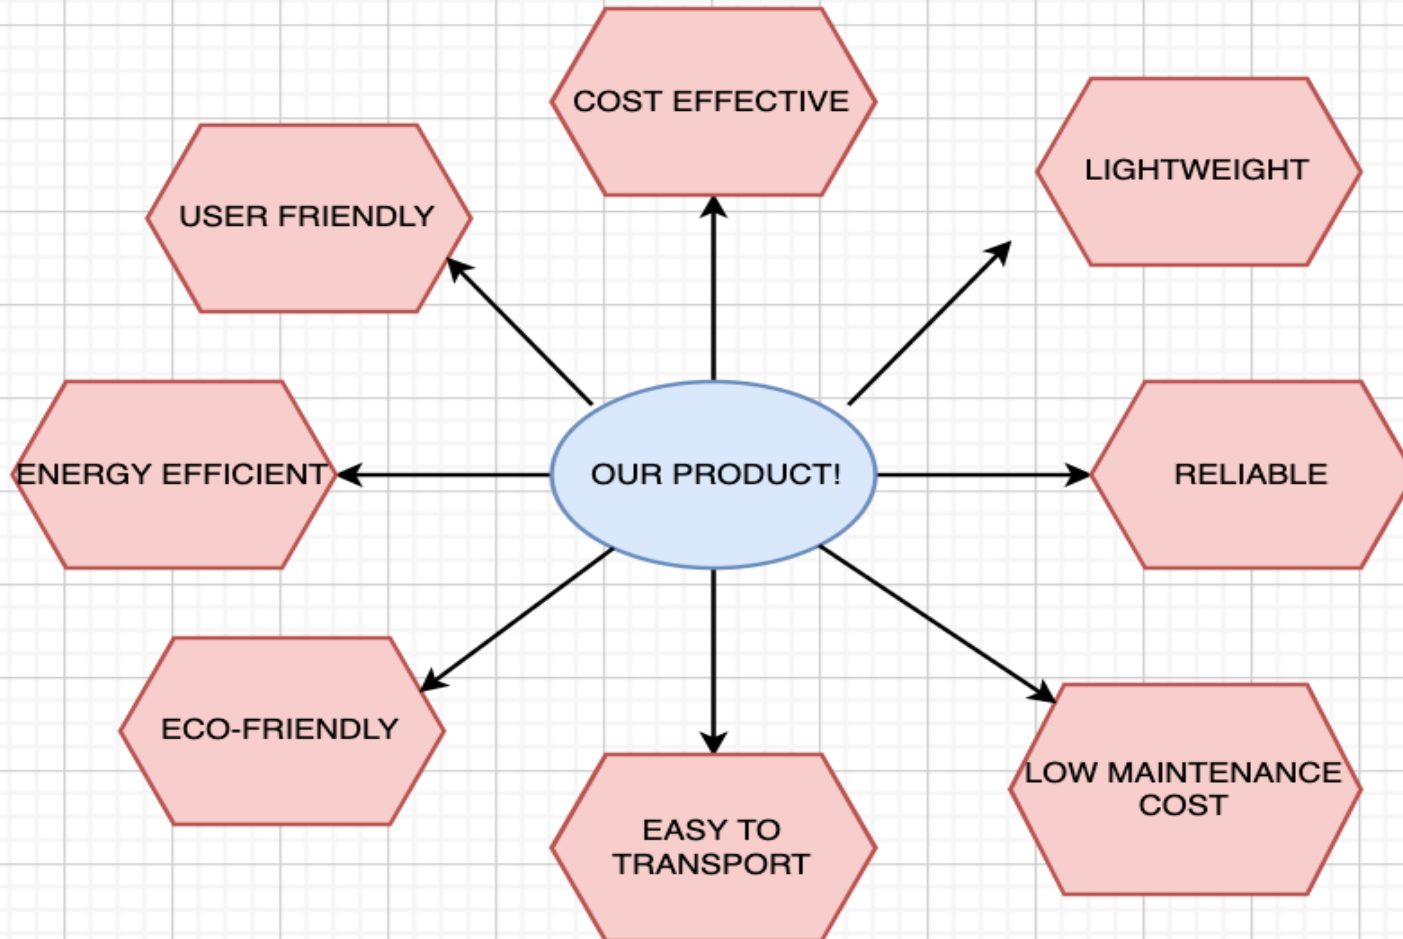 COST EFFECTIVE
LIGHTWEIGHT
USER FRIENDLY
ENERGY EFFICIENT
OUR PRODUCT!
RELIABLE
ECO-FRIENDLY
LOW MAINTENANCE
COST
EASY TO
TRANSPORT